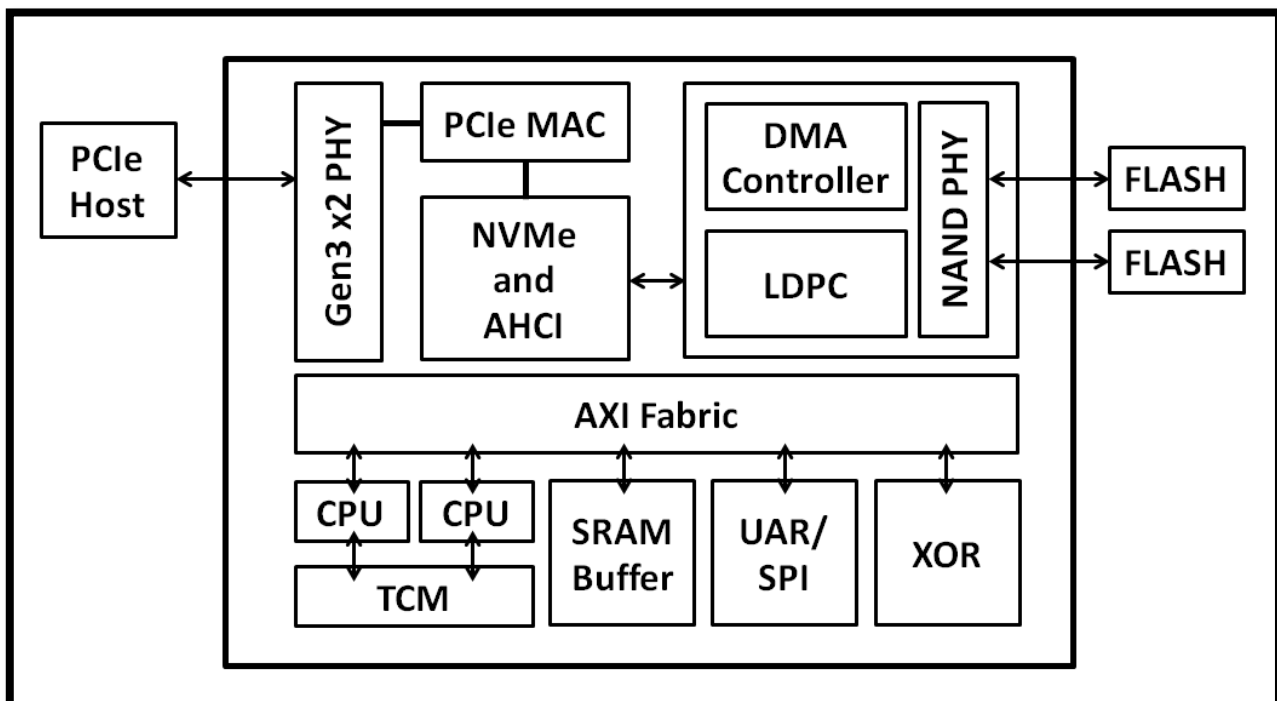 PCIe
Host
Gen3 x2 PHY
PCIe MAC
NVMe
and
AHCI
DMA
Controller
LDPC
NAND PHY
FLASH
FLASH
AXI Fabric
CPU
CPU
TCM
SRAM
Buffer
UAR/
SPI
XOR